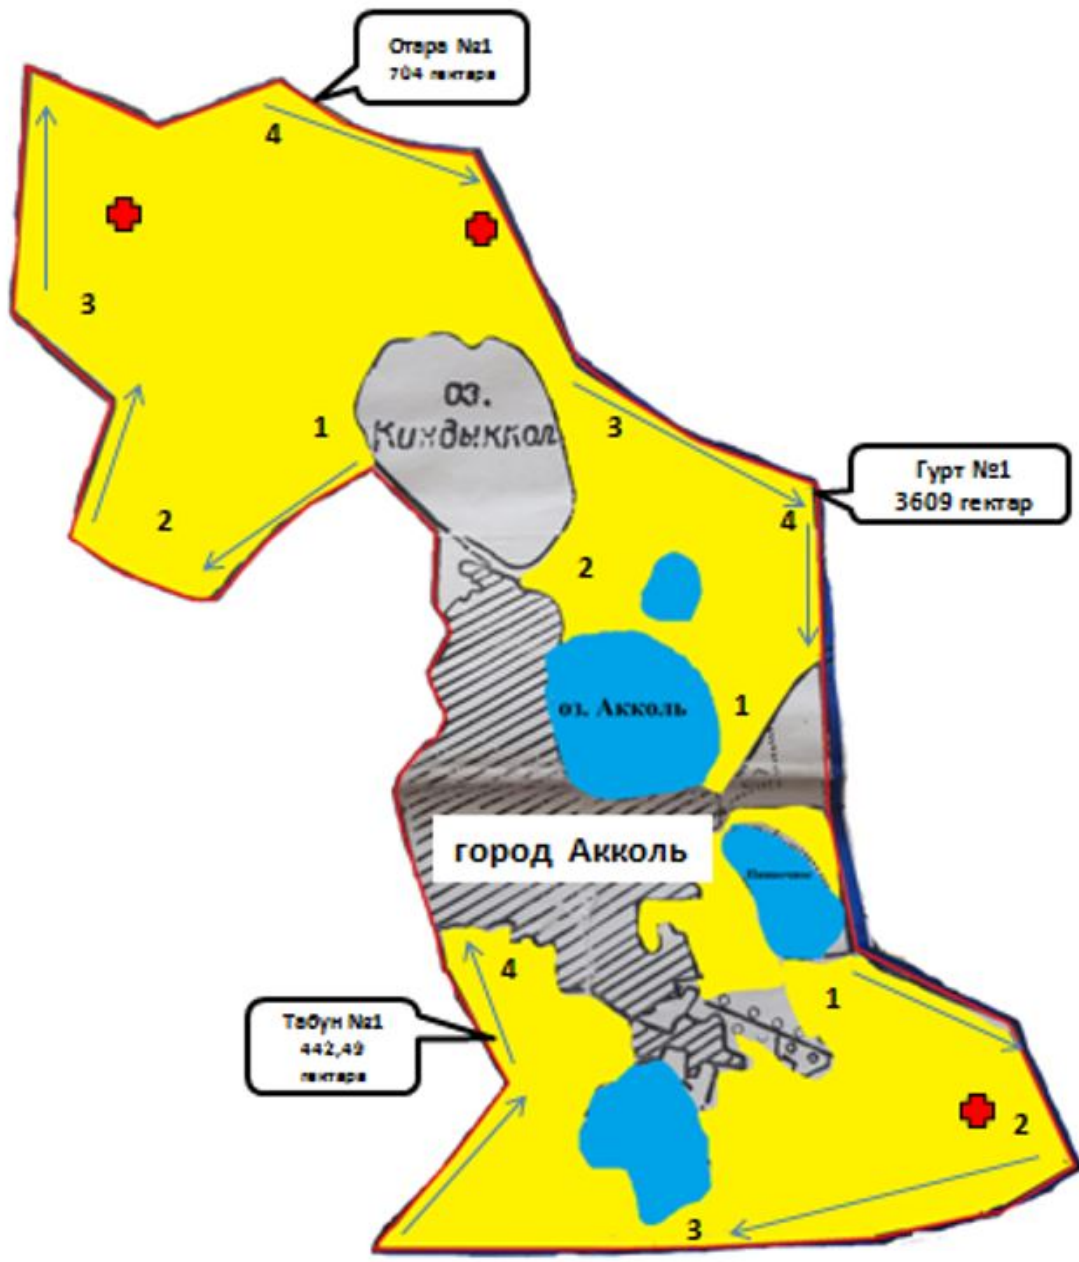 Отара №1
704 гектара
4
3
оз.
Киндыккол
1
3
Гурт №1
3609 гектар
2
4
2
оз. Акколь
1
город Акколь
4
1
Табун №1
442,49
гектара
2
3